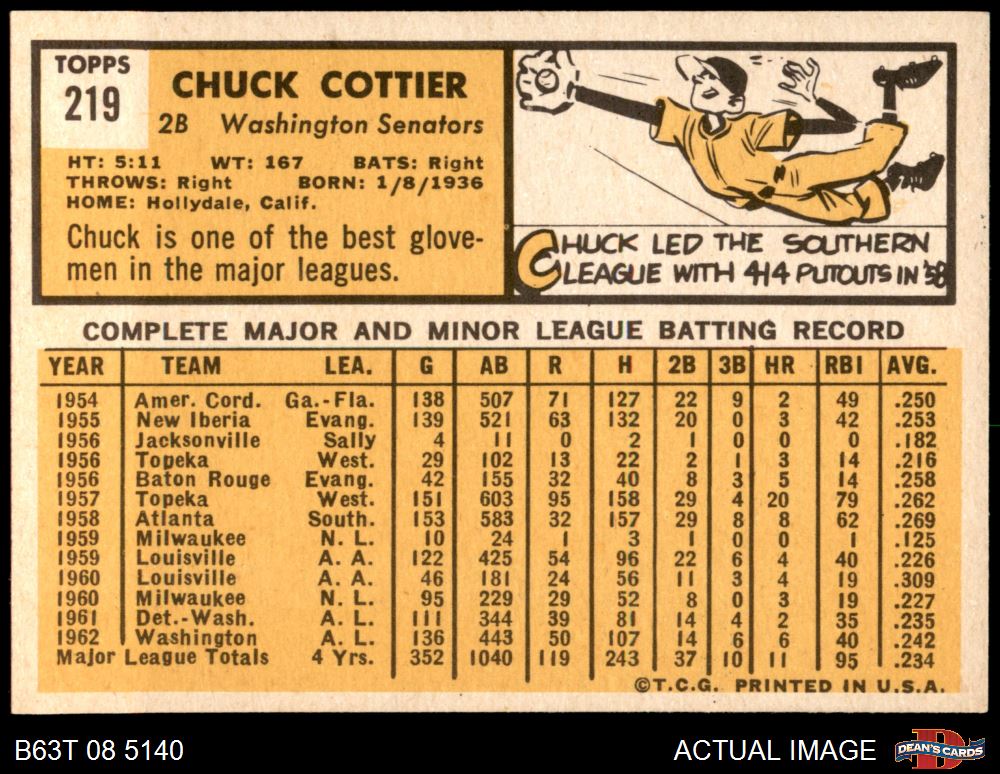 TOPPS
219
CHUCK COTTIER
2B Washington Senators
HT: 5:11 WT: 167 BATS: Right
THROWS: Right BORN: 1/8/1936
HOME: Hollydale, Calif.
Chuck is one of the best glove-
men in the major leagues.
CHUCK LED THE SOUTHERN
LEAGUE WITH 414 PUTOUTS IN '58
COMPLETE MAJOR AND MINOR LEAGUE BATTING RECORD
YEAR TEAM LEA. G AB R H 2B 3B HR RBI AVG.
1954 Amer. Cord. Ga.-Fla. 138 507 71 127 22 9 2 49 .250
1955 New Iberia Evang. 139 521 63 132 20 0 3 42 .253
1956 Jacksonville Sally 4 11 0 2 1 0 0 0 .182
1956 Topeka West. 29 102 13 22 2 1 3 14 .216
1956 Baton Rouge Evang. 42 155 32 40 8 3 5 14 .258
1957 Topeka West. 151 603 95 158 29 4 20 79 .262
1958 Atlanta South. 153 583 32 157 29 8 8 62 .269
1959 Milwaukee N. L. 10 24 1 3 1 0 0 1 .125
1959 Louisville A. A. 122 425 54 96 22 6 4 40 .226
1960 Louisville A. A. 46 181 24 56 11 3 4 19 .309
1960 Milwaukee N. L. 95 229 29 52 8 0 3 19 .227
1961 Det.-Wash. A. L. 111 344 39 81 14 4 2 35 .235
1962 Washington A. L. 136 443 50 107 14 6 6 40 .242
Major League Totals 4 Yrs. 352 1040 119 243 37 10 11 95 .234
©T.C.G. PRINTED IN U.S.A.
B63T 08 5140 ACTUAL IMAGE DEAN'S CARDS